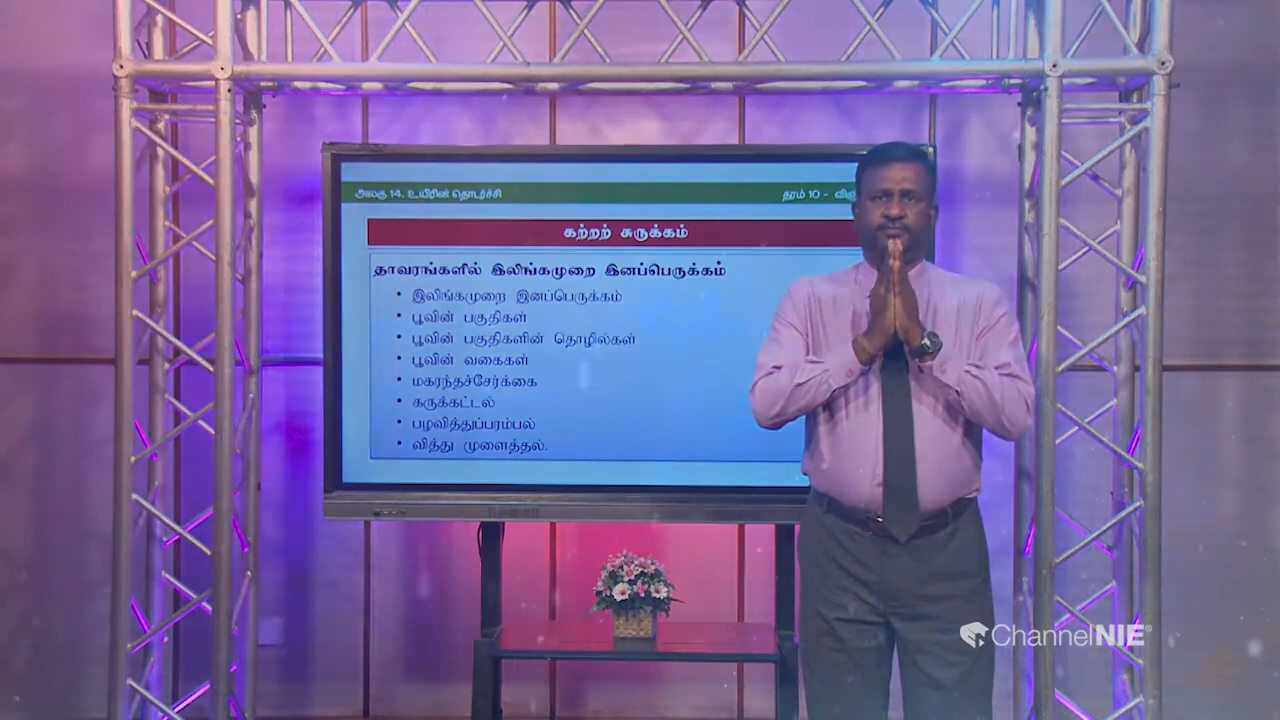 அலகு 14. உயிரின் தொடர்ச்சி
தரம் 10 -
கற்றற் சுருக்கம்
தாவரங்களில் இலிங்கமுறை இனப்பெருக்கம்
• இலிங்கமுறை இனப்பெருக்கம்
• பூவின் பகுதிகள்
• பூவின் பகுதிகளின் தொழில்கள்
• பூவின் வகைகள்
• மகரந்தச்சேர்க்கை
• கருக்கட்டல்
• பழவித்துப்பரம்பல்
• வித்து முளைத்தல்.
ChannelNIE®